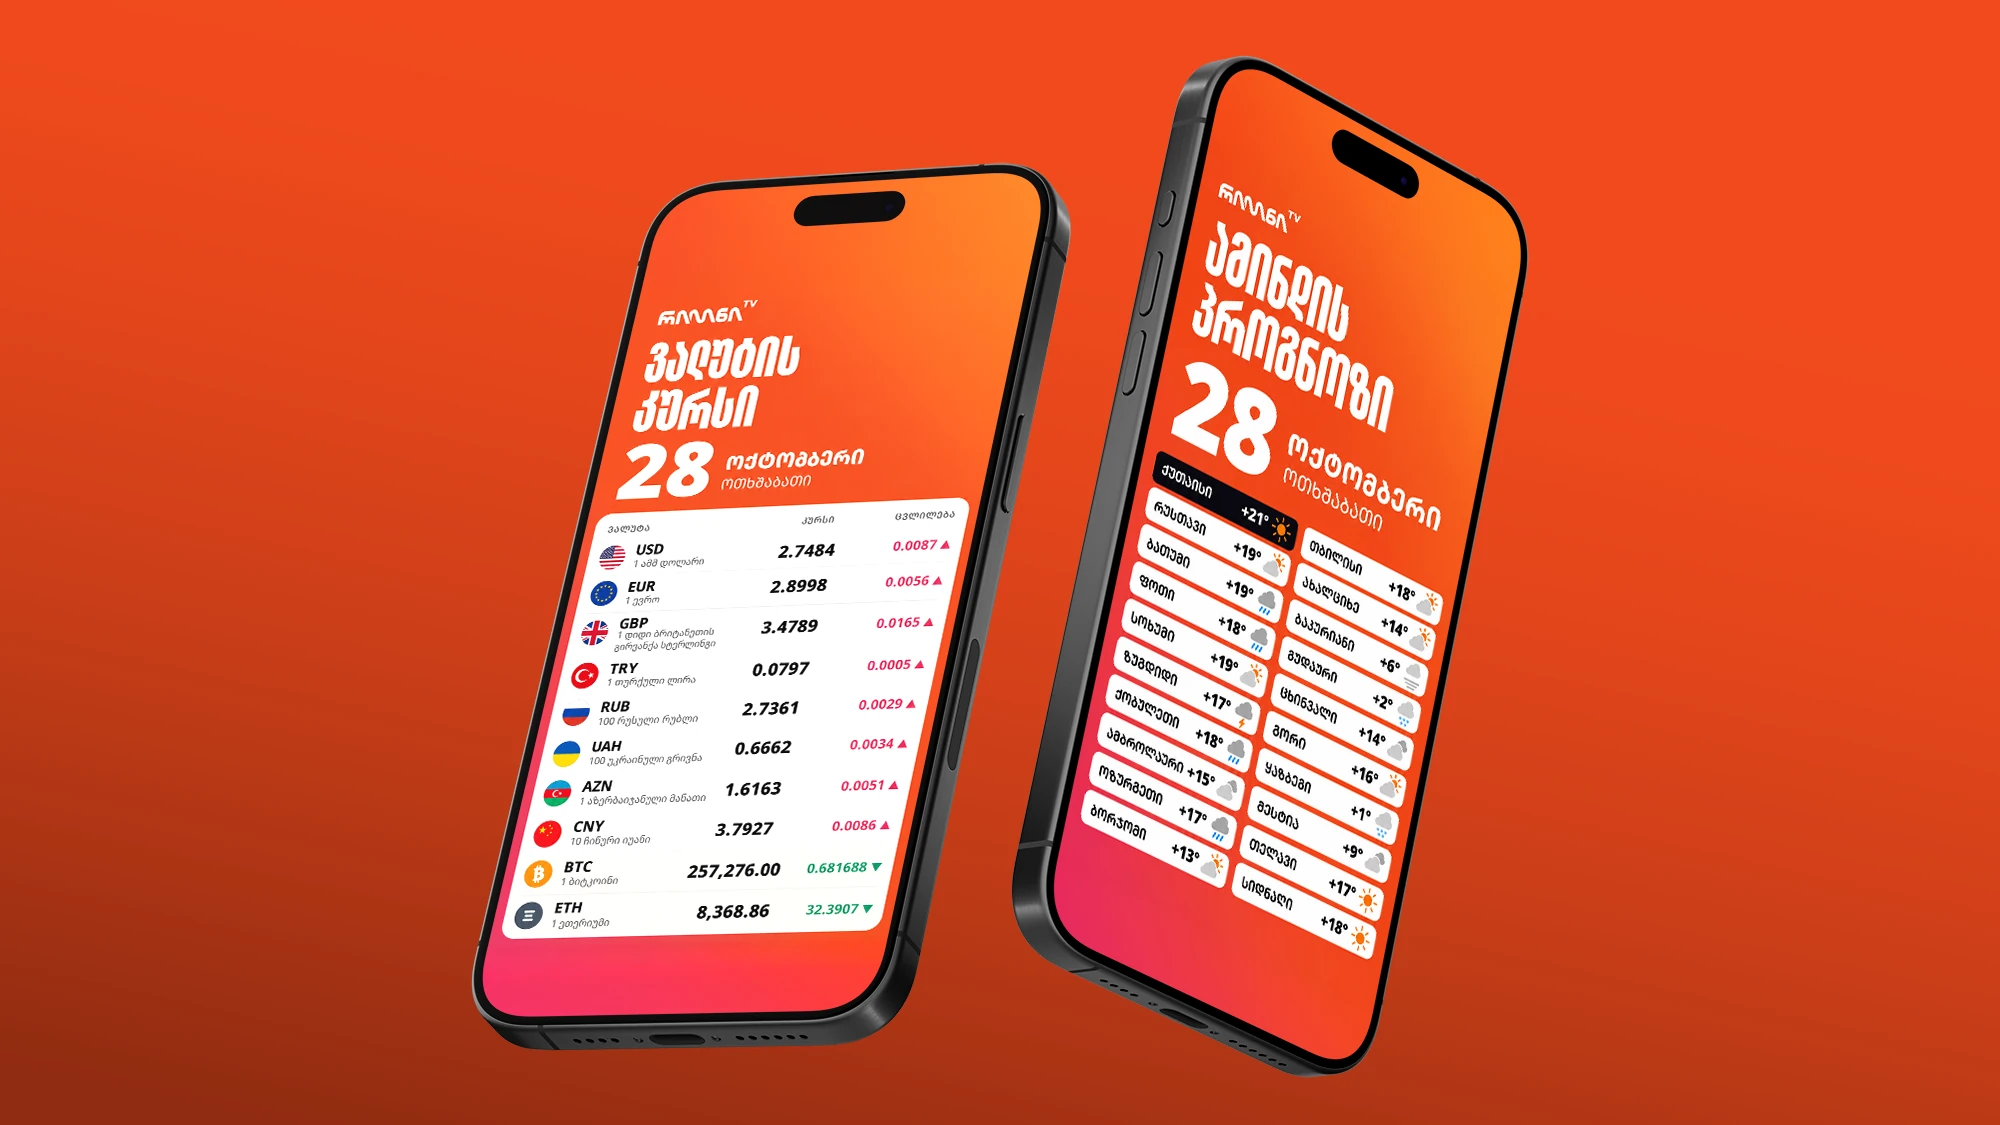 რიონი TV
ვალუტის
კურსი
28 ოქტომბერი
ოთხშაბათი
ვალუტა კურსი ცვლილება
USD 2.7484 0.0087 ▲
1 აშშ დოლარი
EUR 2.8998 0.0056 ▲
1 ევრო
GBP 3.4789 0.0165 ▲
1 დიდი ბრიტანეთის
გირვანქა სტერლინგი
TRY 0.0797 0.0005 ▲
1 თურქული ლირა
RUB 2.7361 0.0029 ▲
100 რუსული რუბლი
UAH 0.6662 0.0034 ▲
100 უკრაინული გრივნა
AZN 1.6163 0.0051 ▲
1 აზერბაიჯანული მანათი
CNY 3.7927 0.0086 ▲
10 ჩინური იუანი
BTC 257,276.00 0.681688 ▼
1 ბიტკოინი
ETH 8,368.86 32.3907 ▼
1 ეთერიუმი
რიონი TV
ამინდის
პროგნოზი
28 ოქტომბერი
ოთხშაბათი
ქუთაისი +21°
რუსთავი +19°
ბათუმი +19°
ფოთი +18°
სოხუმი +19°
ზუგდიდი +17°
ქობულეთი +18°
ამბროლაური +15°
ოზურგეთი +17°
ბორჯომი +13°
თბილისი +18°
ახალციხე +14°
ბაკურიანი +6°
გუდაური +2°
ცხინვალი +14°
გორი +16°
ყაზბეგი +1°
მესტია +9°
თელავი +17°
სიღნაღი +18°